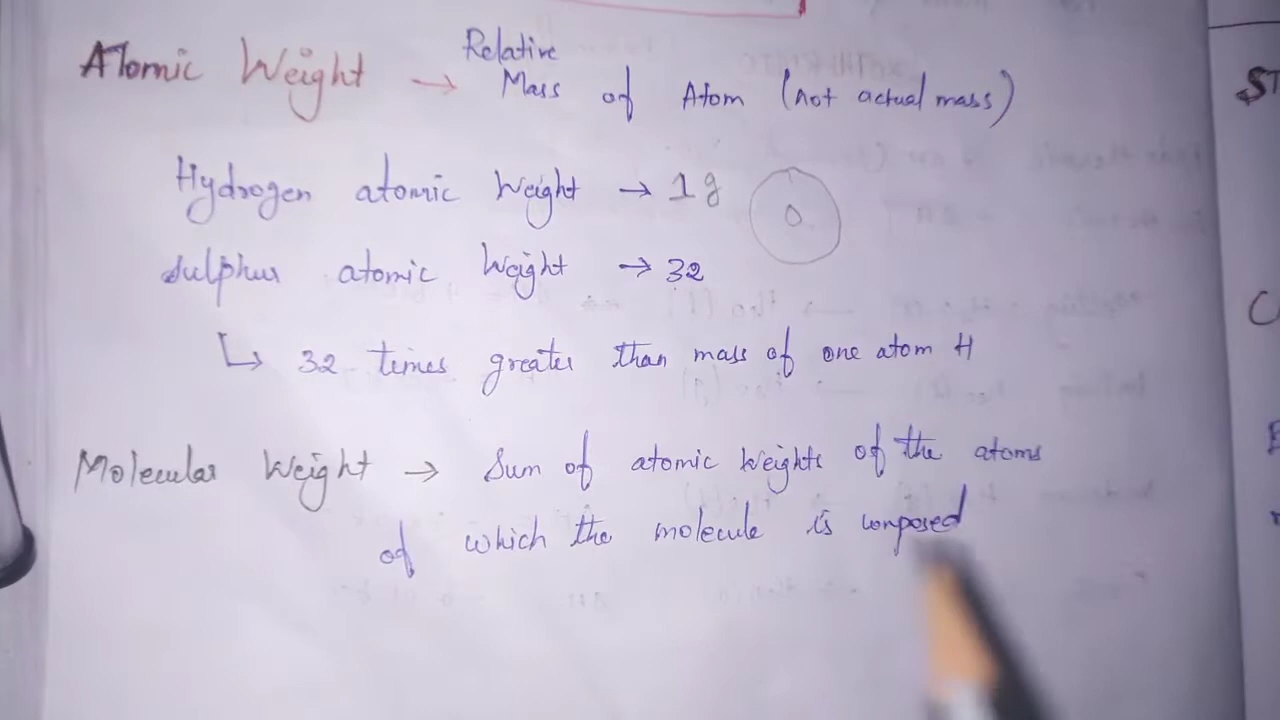 Atomic Weight → Relative Mass of Atom (not actual mass)
Hydrogen atomic Weight → 1 g
Sulphur atomic Weight → 32
↳ 32 times greater than mass of one atom H
Molecular Weight → Sum of atomic Weights of the atoms
of which the molecule is composed
ST
C